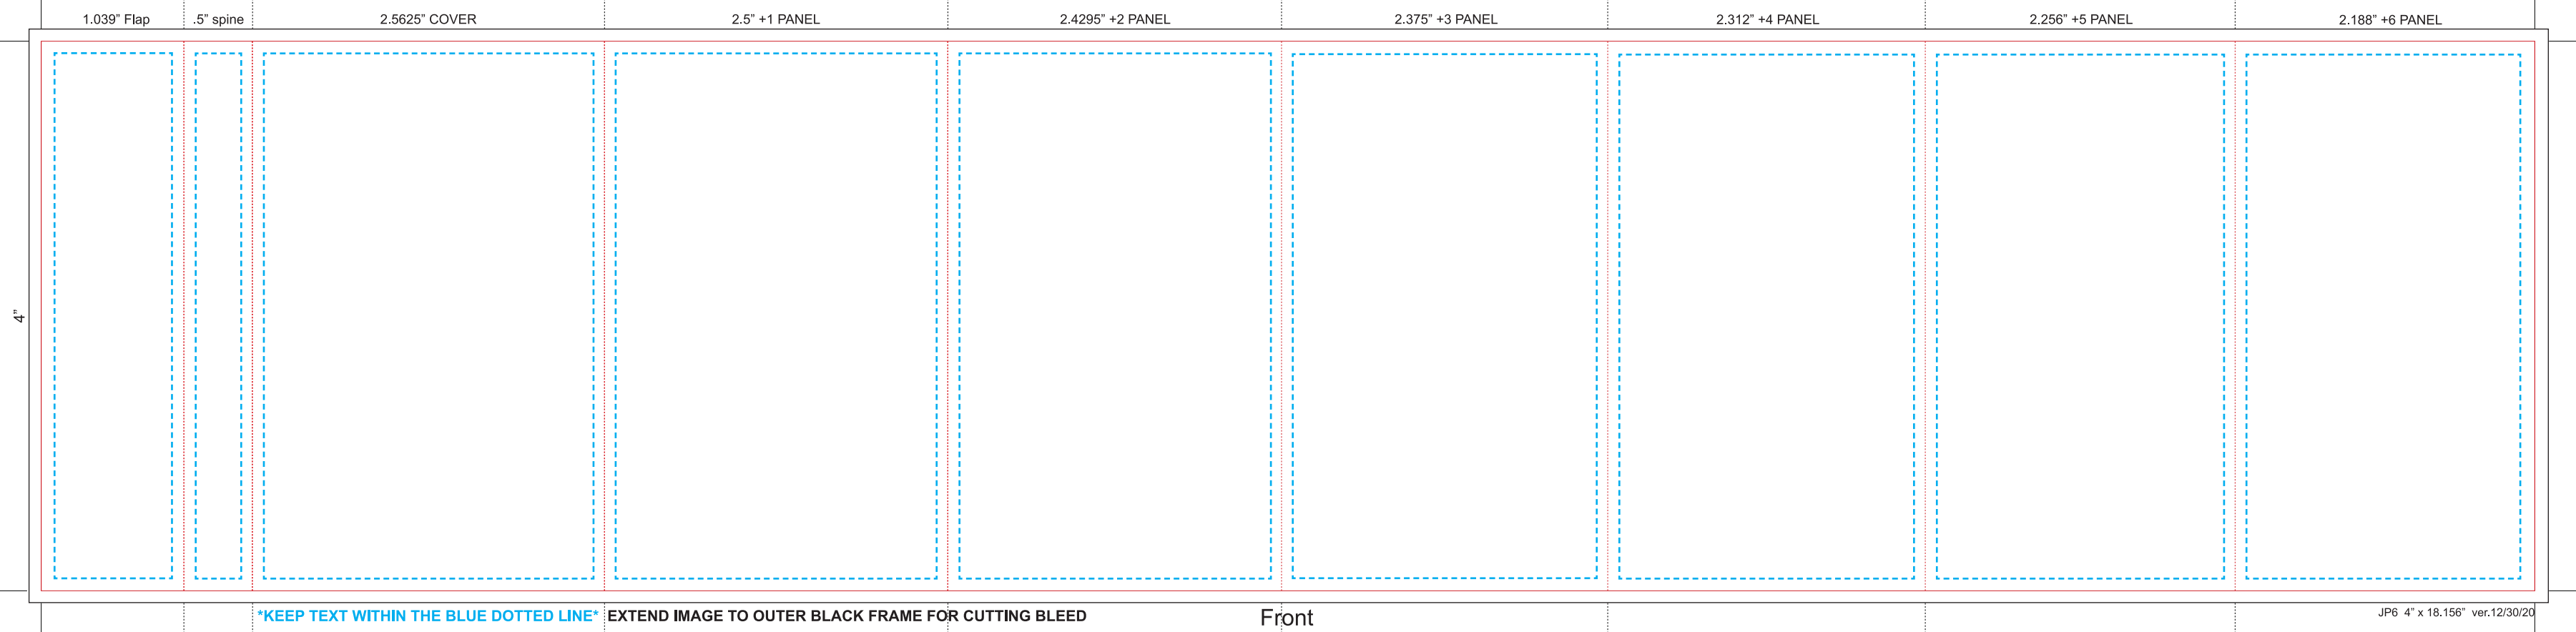 1.039” Flap .5” spine 2.5625” COVER 2.5” +1 PANEL 2.4295” +2 PANEL 2.375” +3 PANEL 2.312” +4 PANEL 2.256” +5 PANEL 2.188” +6 PANEL
4”
*KEEP TEXT WITHIN THE BLUE DOTTED LINE* EXTEND IMAGE TO OUTER BLACK FRAME FOR CUTTING BLEED Front JP6 4” x 18.156” ver.12/30/20